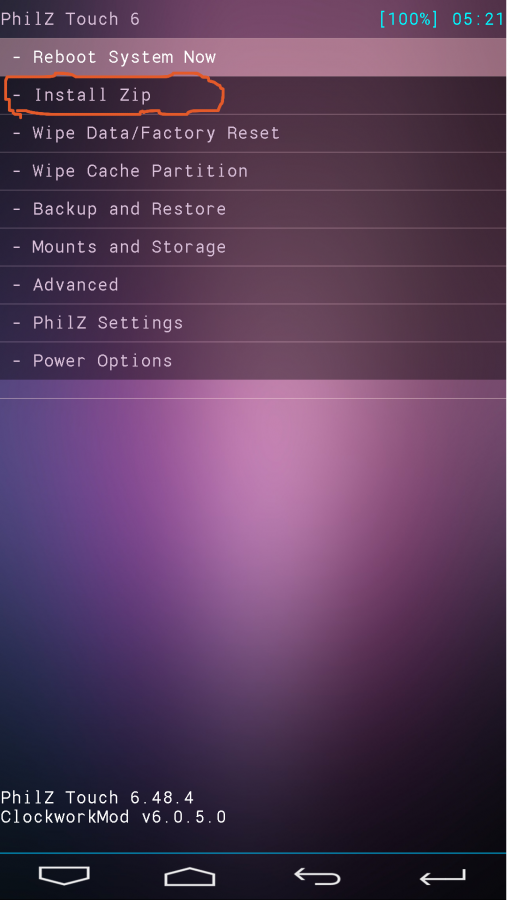 PhilZ Touch 6 [100%] 05:21
- Reboot System Now
- Install Zip
- Wipe Data/Factory Reset
- Wipe Cache Partition
- Backup and Restore
- Mounts and Storage
- Advanced
- PhilZ Settings
- Power Options
PhilZ Touch 6.48.4
ClockworkMod v6.0.5.0